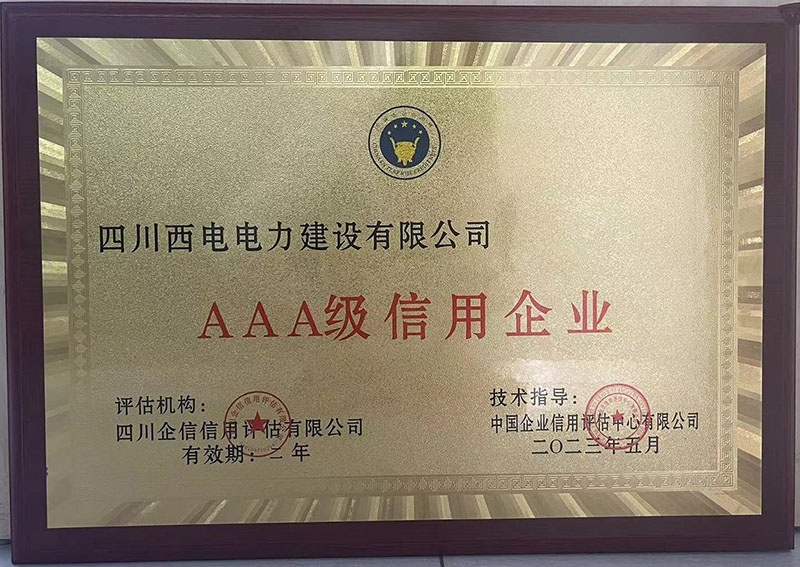 四川西电电力建设有限公司
AAA级信用企业
评估机构：
四川企信信用评估有限公司
有效期：三年
技术指导：
中国企业信用评估中心有限公司
二〇二三年五月